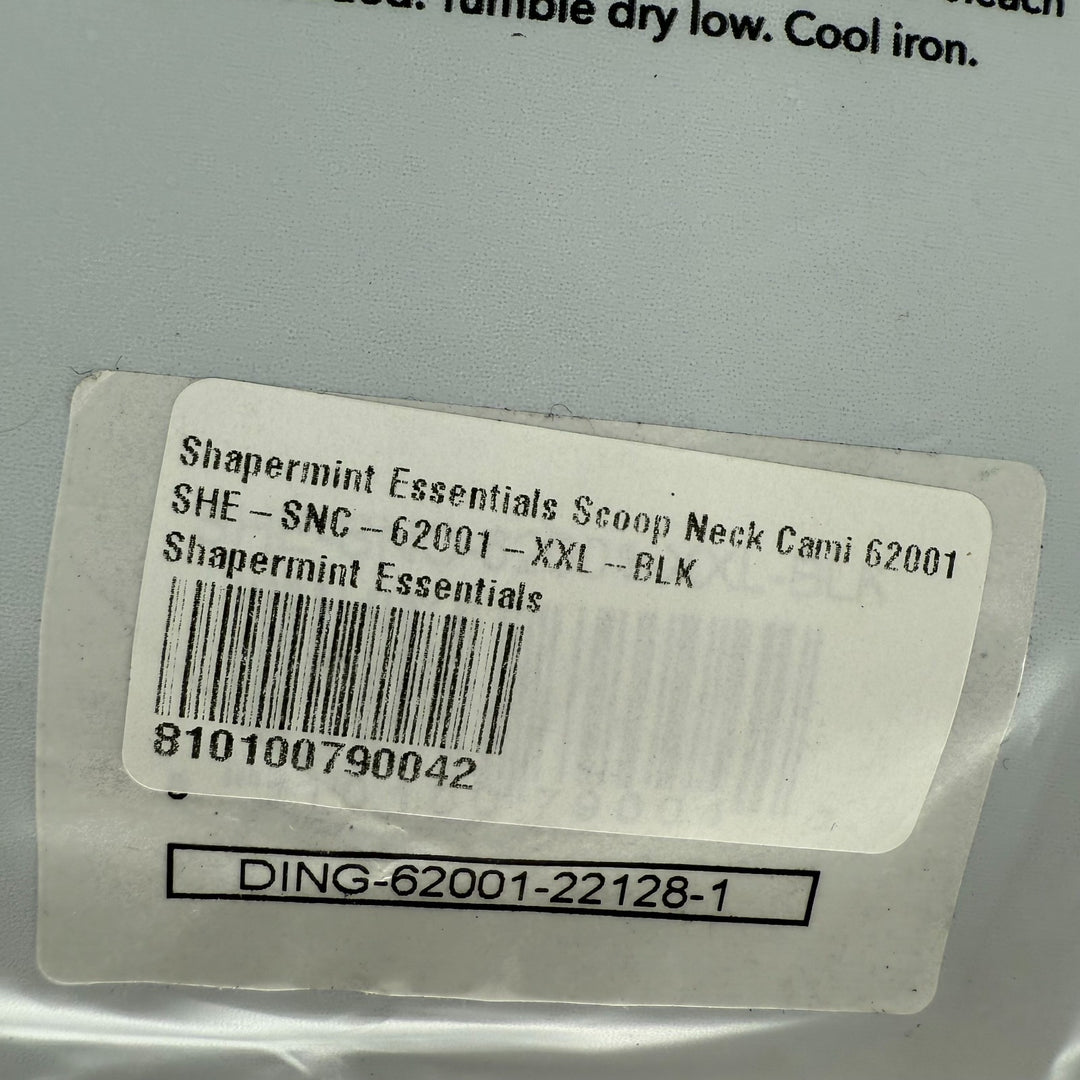 Tumble dry low. Cool iron.
Shapermint Essentials Scoop Neck Cami 62001
SHE-SNC-62001-XXL-BLK
Shapermint Essentials
810100790042
DING-62001-22128-1